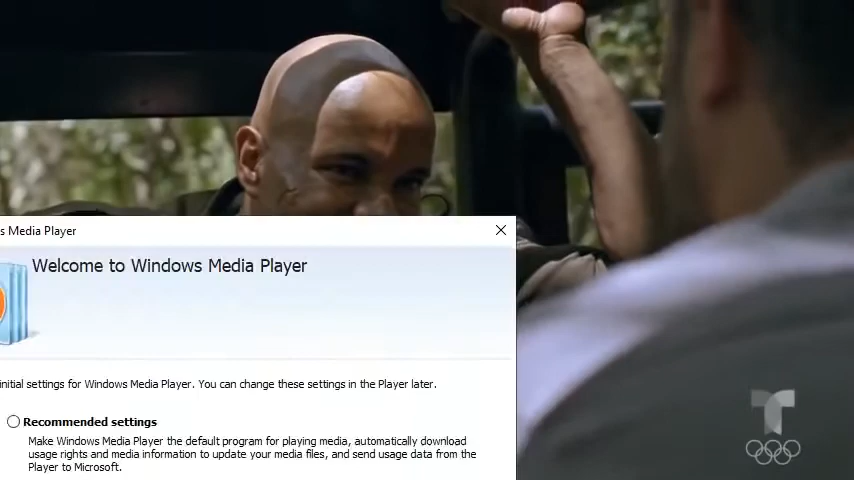 s Media Player
Welcome to Windows Media Player
initial settings for Windows Media Player. You can change these settings in the Player later.
Recommended settings
Make Windows Media Player the default program for playing media, automatically download
usage rights and media information to update your media files, and send usage data from the
Player to Microsoft.